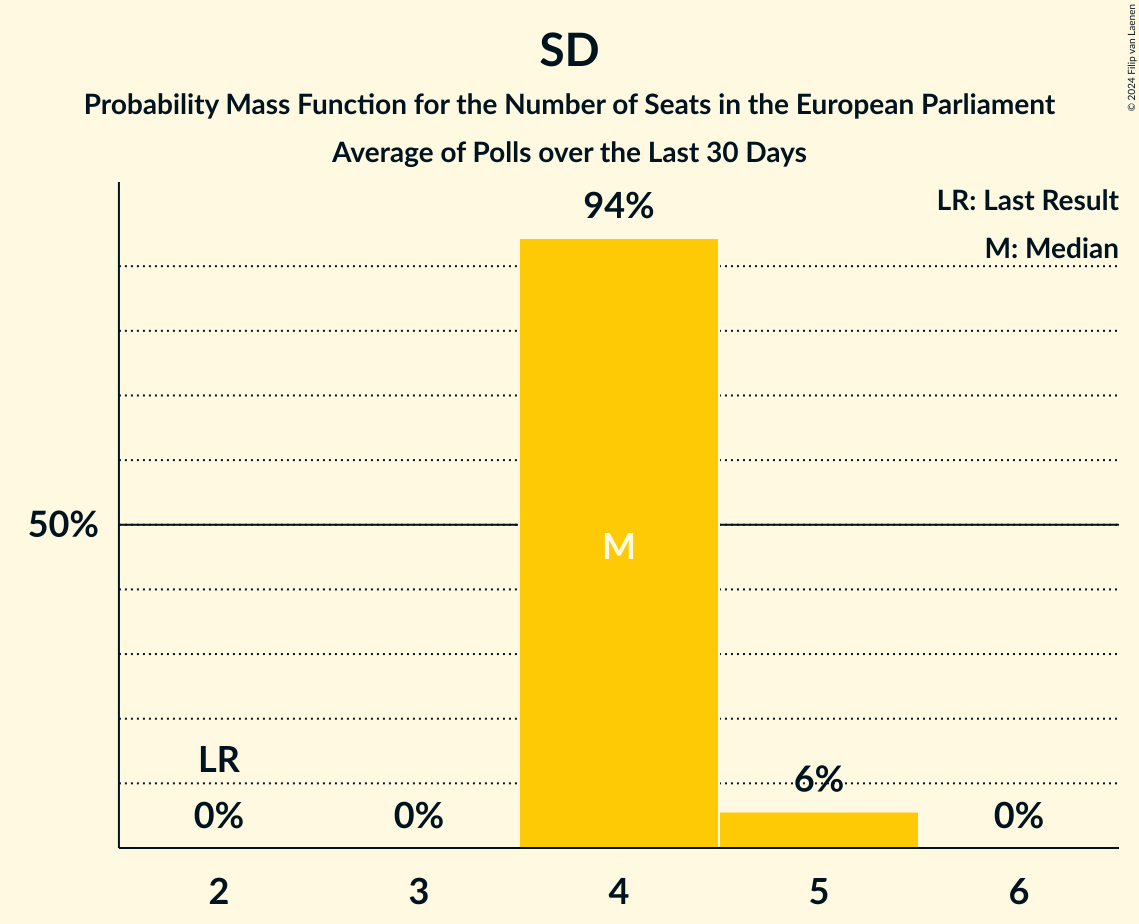 SD
Probability Mass Function for the Number of Seats in the European Parliament
Average of Polls over the Last 30 Days
© 2024 Filip van Laenen
LR: Last Result
M: Median
94%
50%
M
LR
0%
0%
6%
0%
2
3
4
5
6